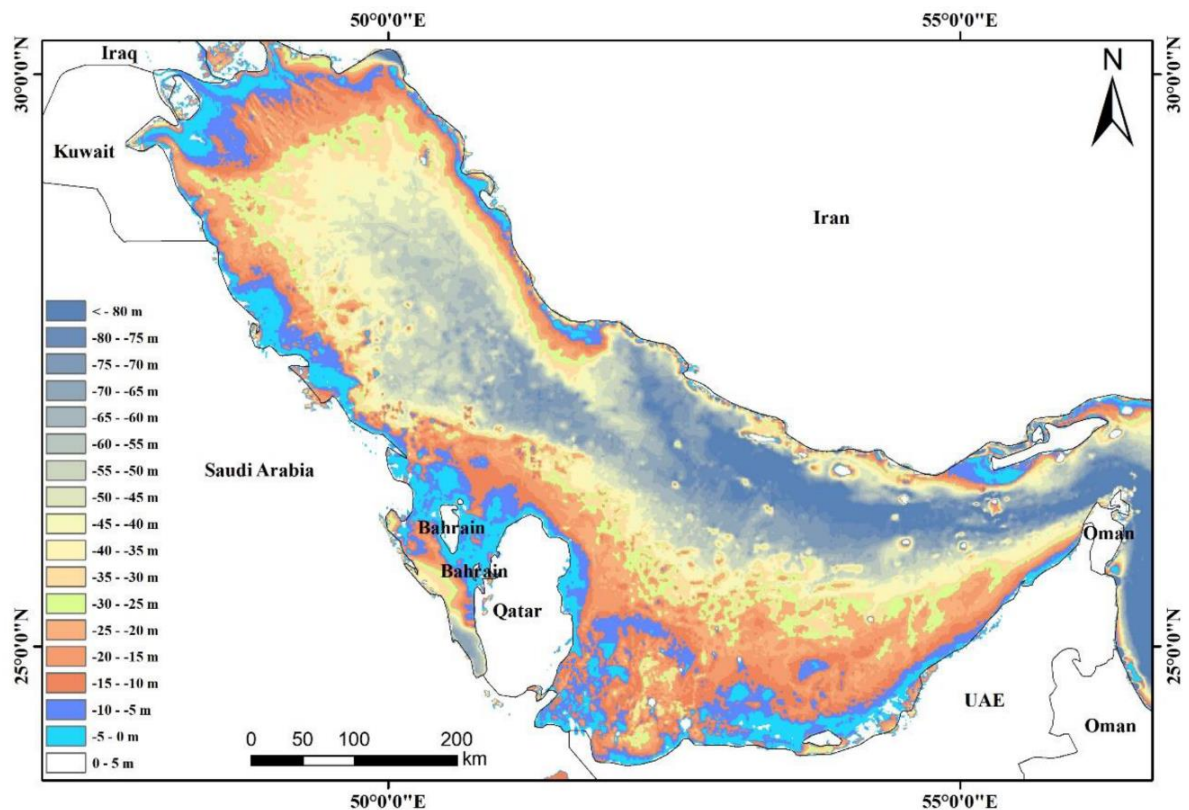 50°0'0"E
55°0'0"E
30°0'0"N
30°0'0"N
Iraq
N
Kuwait
Iran
Saudi Arabia
Bahrain
Bahrain
Qatar
Oman
UAE
Oman
25°0'0"N
25°0'0"N
< - 80 m
-80 - -75 m
-75 - -70 m
-70 - -65 m
-65 - -60 m
-60 - -55 m
-55 - -50 m
-50 - -45 m
-45 - -40 m
-40 - -35 m
-35 - -30 m
-30 - -25 m
-25 - -20 m
-20 - -15 m
-15 - -10 m
-10 - -5 m
-5 - 0 m
0 - 5 m
0 50 100 200
km
50°0'0"E
55°0'0"E